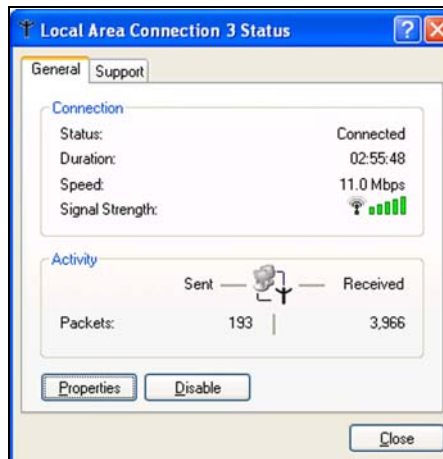 Local Area Connection 3 Status
General Support
Connection
Status: Connected
Duration: 02:55:48
Speed: 11.0 Mbps
Signal Strength:
Activity
Sent Received
Packets: 193 3,966
Properties Disable
Close